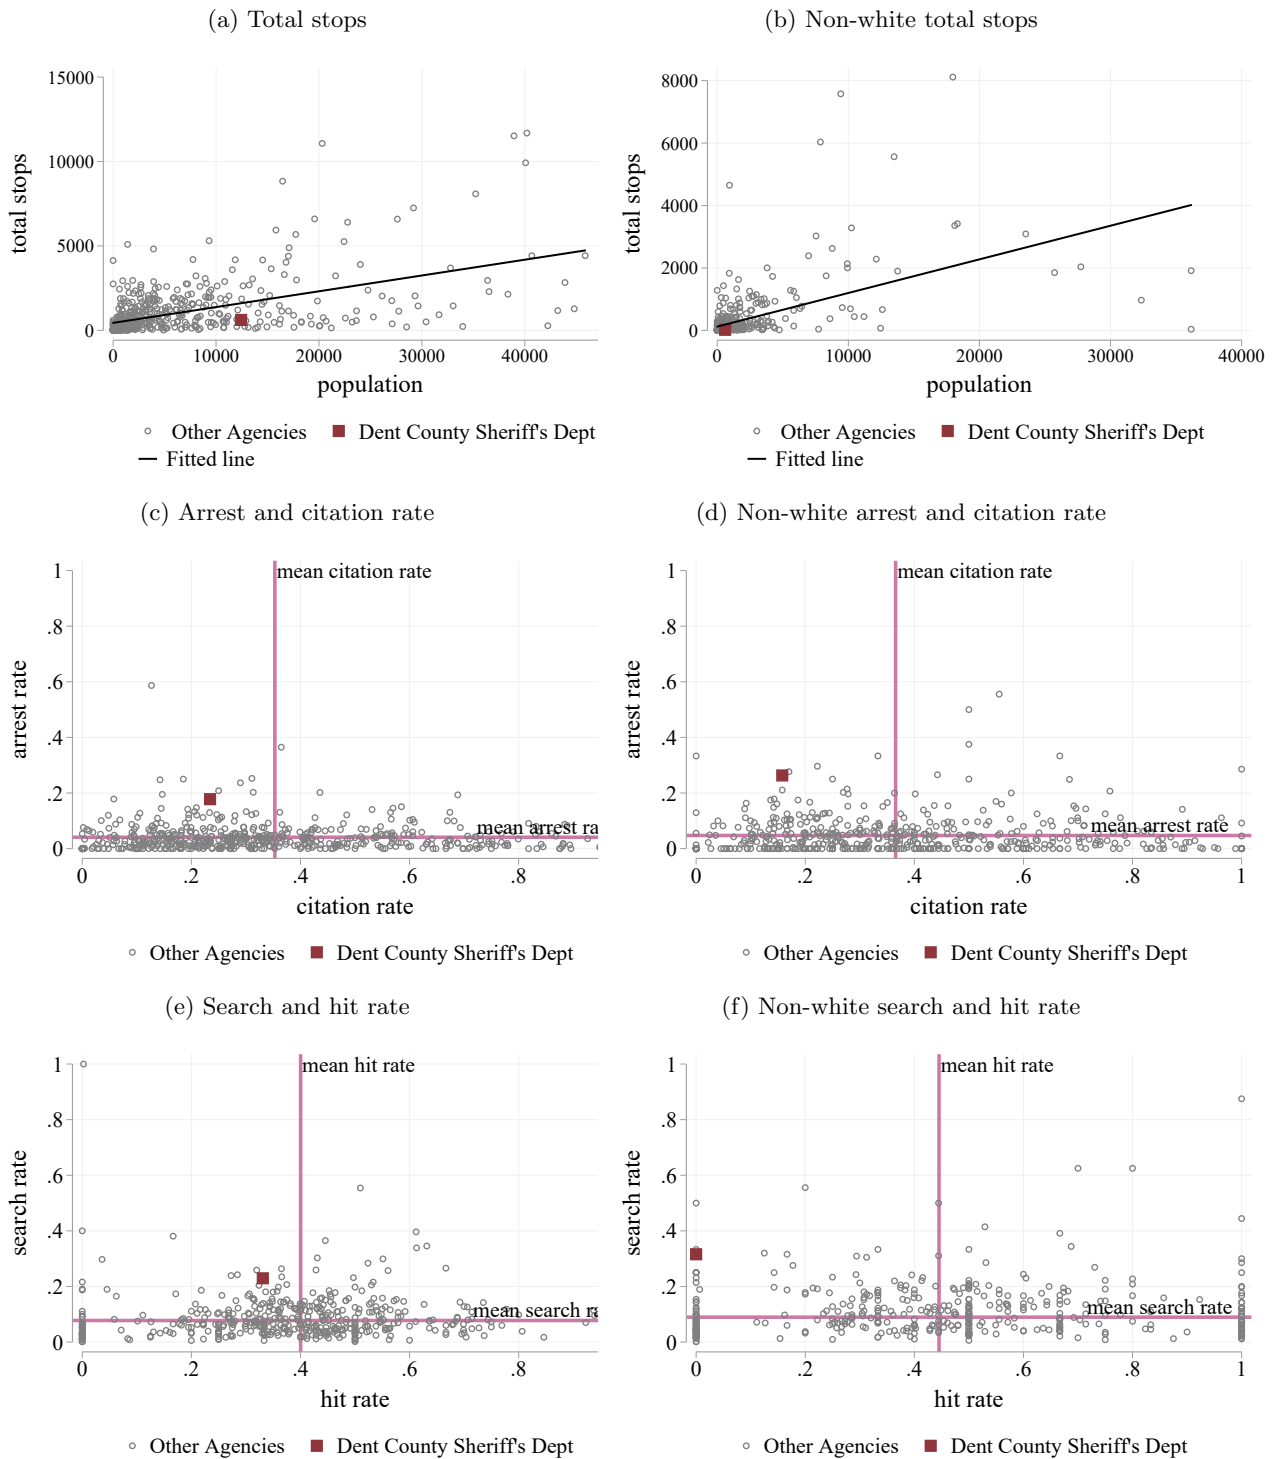 (a) Total stops
(b) Non-white total stops
15000
10000
5000
0
total stops
0 10000 20000 30000 40000
population
Other Agencies Dent County Sheriff's Dept
Fitted line
8000
6000
4000
2000
0
total stops
0 10000 20000 30000 40000
population
Other Agencies Dent County Sheriff's Dept
Fitted line
(c) Arrest and citation rate
(d) Non-white arrest and citation rate
1
.8
.6
.4
.2
0
arrest rate
mean citation rate
mean arrest ra
0 .2 .4 .6 .8
citation rate
Other Agencies Dent County Sheriff's Dept
1
.8
.6
.4
.2
0
arrest rate
mean citation rate
mean arrest rate
0 .2 .4 .6 .8 1
citation rate
Other Agencies Dent County Sheriff's Dept
(e) Search and hit rate
(f) Non-white search and hit rate
1
.8
.6
.4
.2
0
search rate
mean hit rate
mean search ra
0 .2 .4 .6 .8
hit rate
Other Agencies Dent County Sheriff's Dept
1
.8
.6
.4
.2
0
search rate
mean hit rate
mean search rate
0 .2 .4 .6 .8 1
hit rate
Other Agencies Dent County Sheriff's Dept